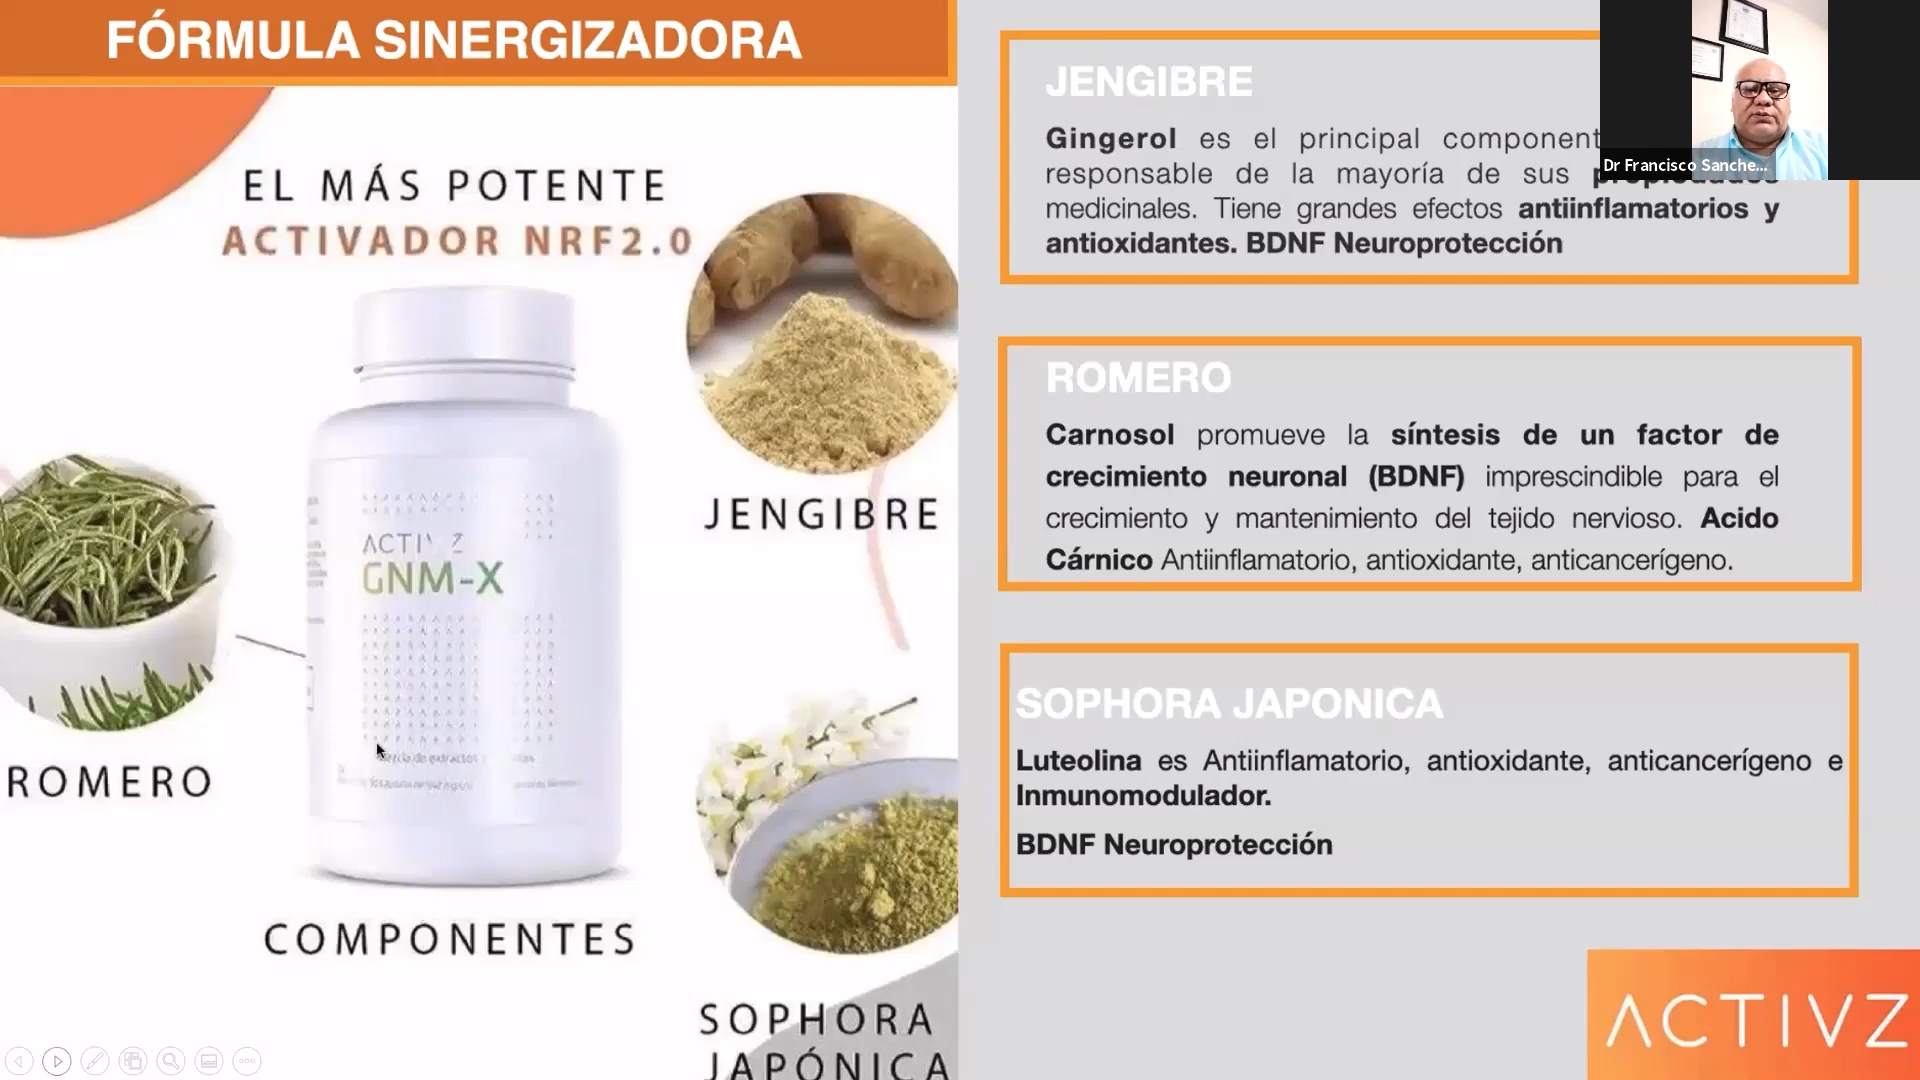 FÓRMULA SINERGIZADORA
EL MÁS POTENTE
ACTIVADOR NRF2.0
JENGIBRE
ROMERO
ACTIVZ
GNM-X
COMPONENTES
SOPHORA
JAPÓNICA
JENGIBRE
Gingerol es el principal component
responsable de la mayoría de sus propiedades
medicinales. Tiene grandes efectos antiinflamatorios y
antioxidantes. BDNF Neuroprotección
ROMERO
Carnosol promueve la síntesis de un factor de
crecimiento neuronal (BDNF) imprescindible para el
crecimiento y mantenimiento del tejido nervioso. Acido
Cárnico Antiinflamatorio, antioxidante, anticancerígeno.
SOPHORA JAPONICA
Luteolina es Antiinflamatorio, antioxidante, anticancerígeno e
Inmunomodulador.
BDNF Neuroprotección
Dr Francisco Sanche...
ACTIVZ